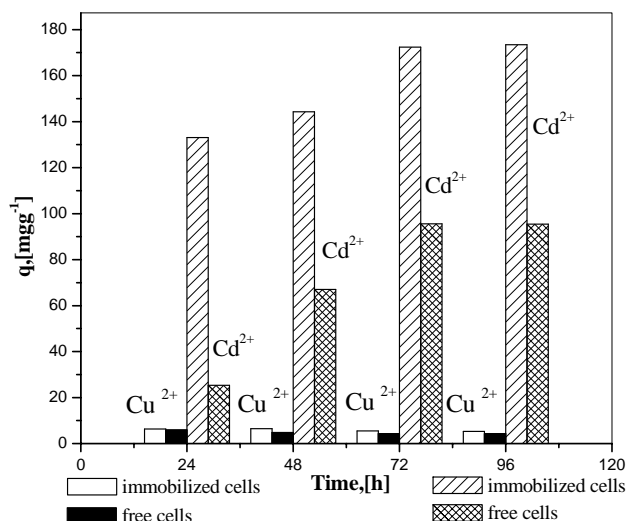 q,[mgg⁻¹]
180
160
140
120
100
80
60
40
20
0
Cu ²⁺
Cd²⁺
Cu ²⁺
Cd²⁺
Cu ²⁺
Cd²⁺
Cu ²⁺
Cd²⁺
0 24 48 72 96 120
Time,[h]
immobilized cells
free cells
immobilized cells
free cells